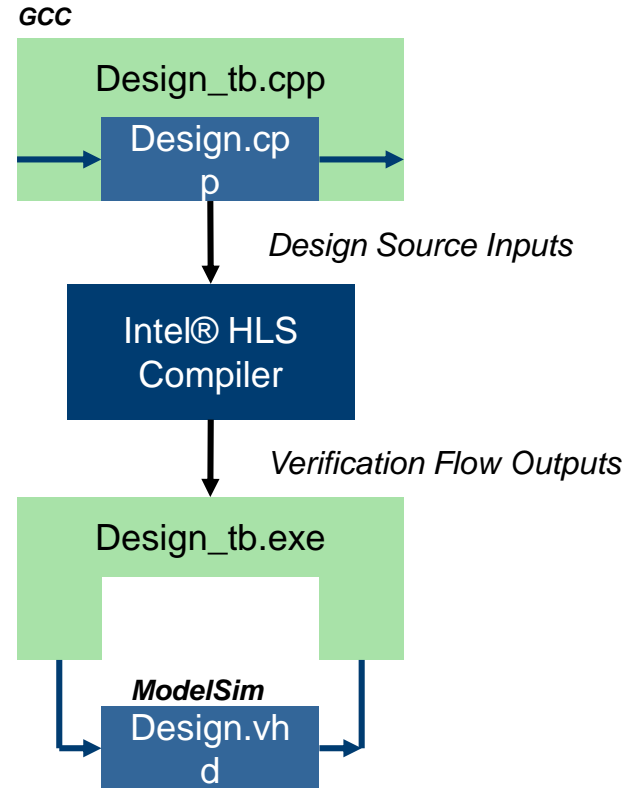 GCC
Design_tb.cpp
Design.cp
p
Design Source Inputs
Intel® HLS
Compiler
Verification Flow Outputs
Design_tb.exe
ModelSim
Design.vh
d